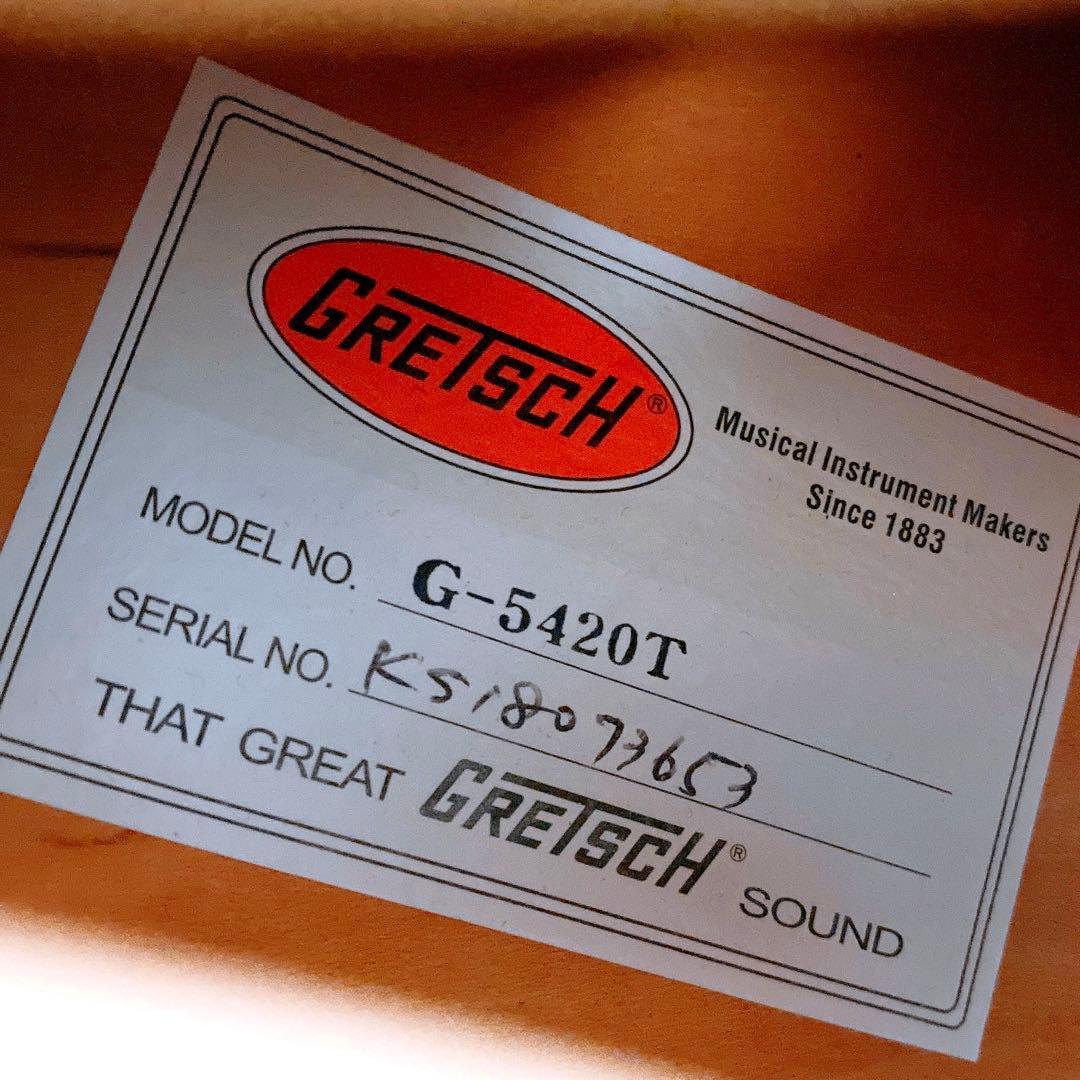 GRETSCH®
Musical Instrument Makers
Since 1883
MODEL NO. G-5420T
SERIAL NO. KS18073653
THAT GREAT GRETSCH® SOUND